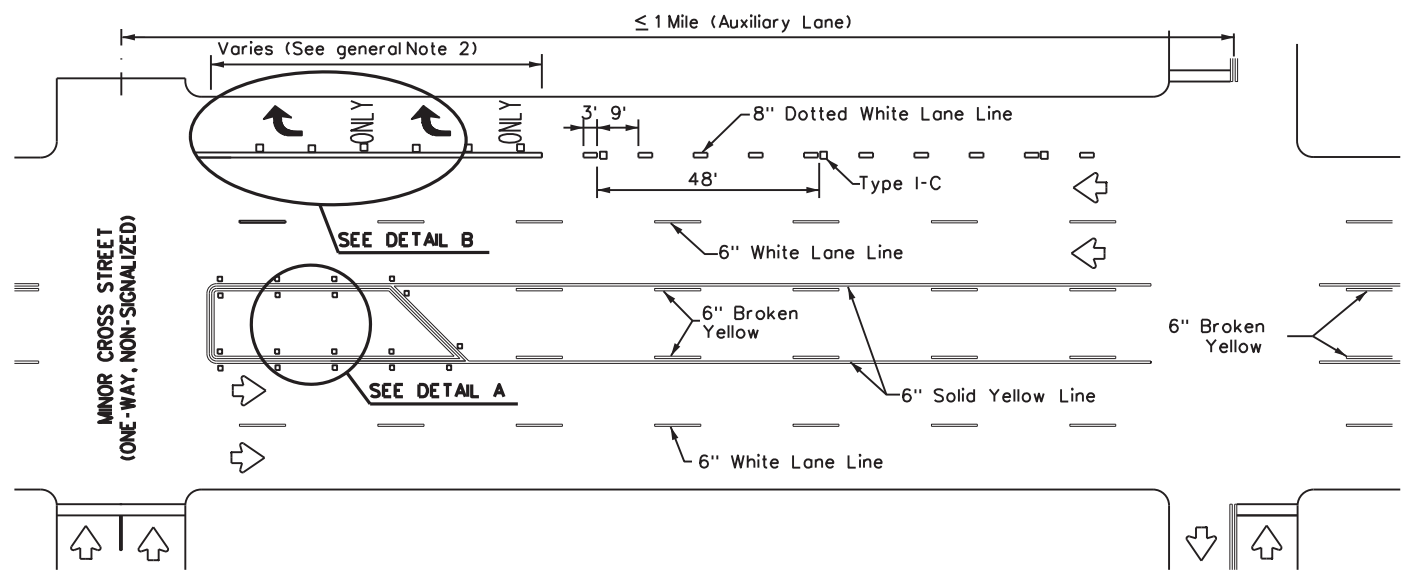 ≤ 1 Mile (Auxiliary Lane)
Varies (See general Note 2)
ONLY
ONLY
3' 9'
8" Dotted White Lane Line
48'
Type I-C
SEE DETAIL B
6" White Lane Line
MINOR CROSS STREET
(ONE-WAY, NON-SIGNALIZED)
6" Broken
Yellow
6" Broken
Yellow
SEE DETAIL A
6" Solid Yellow Line
6" White Lane Line